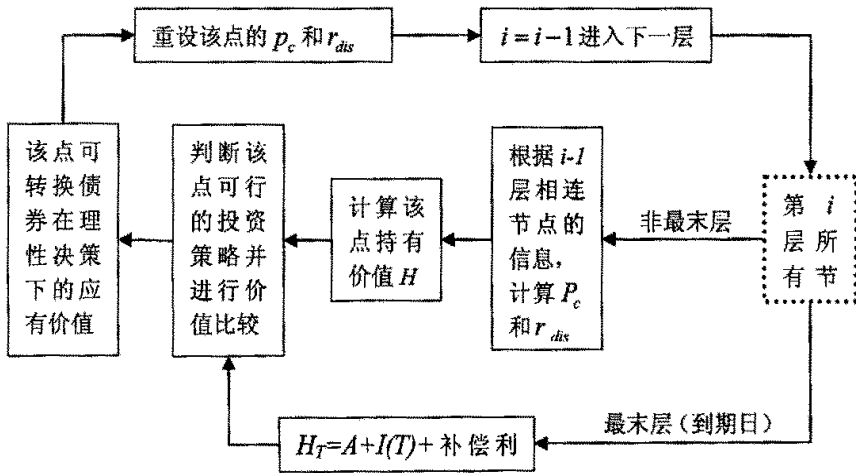 重设该点的 p_c 和 r_dis
i = i−1 进入下一层
该点可
转换债
券在理
性决策
下的应
有价值
判断该
点可行
的投资
策略并
进行价
值比较
计算该
点持有
价值 H
根据 i-1
层相连
节点的
信息,
计算 P_c
和 r_dis
非最末层
第 i
层所
有节
最末层（到期日）
H_T=A+I(T)+补偿利